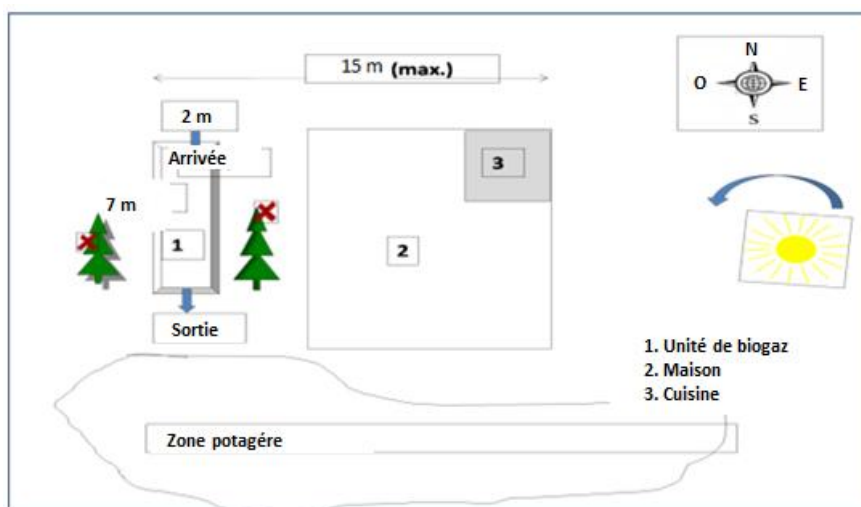 15 m (max.)
N
O E
S
2 m
Arrivée
3
7 m
1
2
Sortie
1. Unité de biogaz
2. Maison
3. Cuisine
Zone potagére